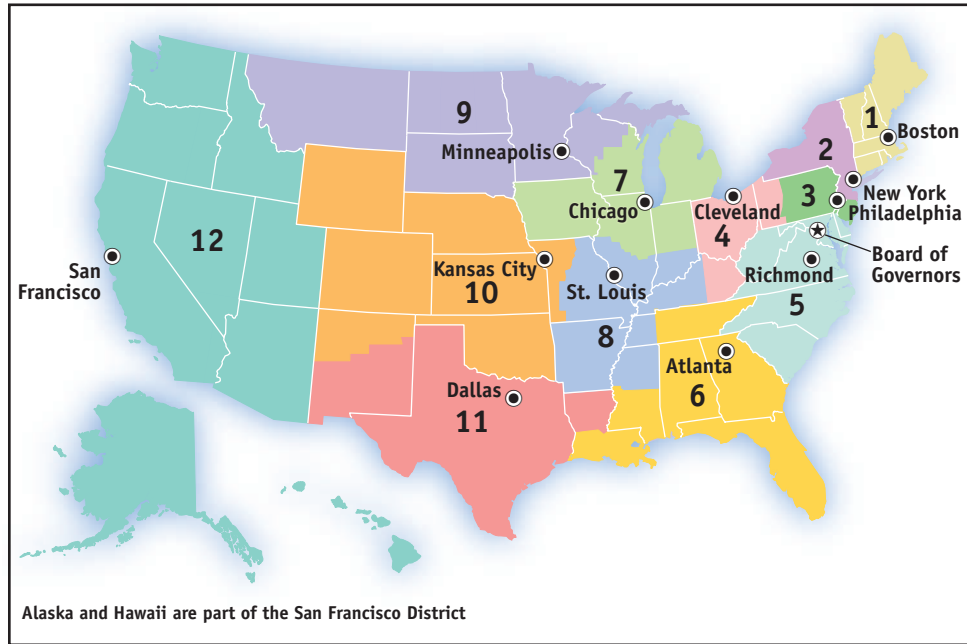 9
1
Boston
Minneapolis
2
7
3
New York
Philadelphia
Chicago
Cleveland
4
12
Board of
Governors
San
Francisco
Kansas City
10
St. Louis
Richmond
5
8
Atlanta
6
Dallas
11
Alaska and Hawaii are part of the San Francisco District